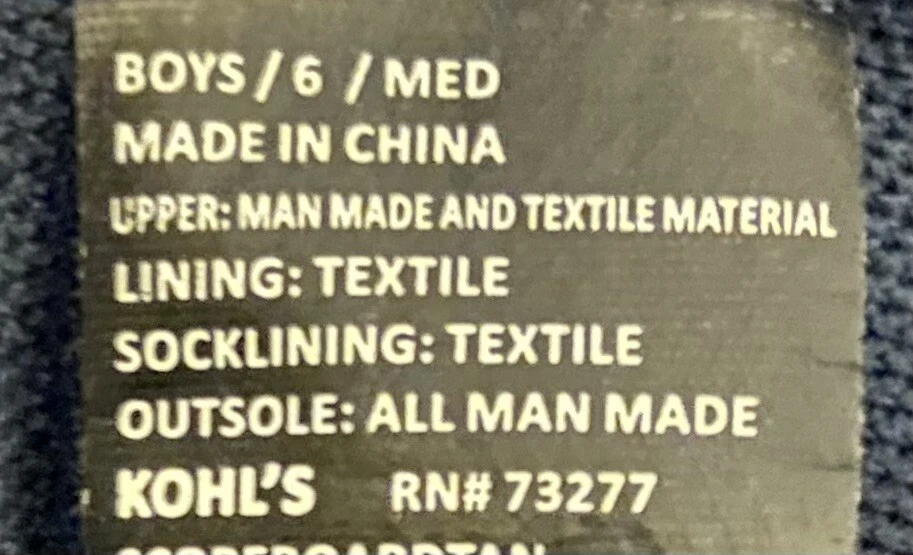 BOYS / 6 / MED
MADE IN CHINA
UPPER: MAN MADE AND TEXTILE MATERIAL
LINING: TEXTILE
SOCKLINING: TEXTILE
OUTSOLE: ALL MAN MADE
KOHL'S RN# 73277